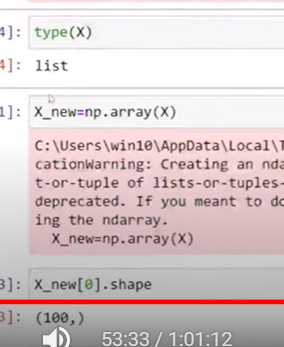 4]: type(X)
4]: list
1]: X_new=np.array(X)
C:\Users\win10\AppData\Local\T
cationWarning: Creating an nda
t-or-tuple of lists-or-tuples-
deprecated. If you meant to do
ing the ndarray.
X_new=np.array(X)
3]: X_new[0].shape
3]: (100,)
53:33 / 1:01:12